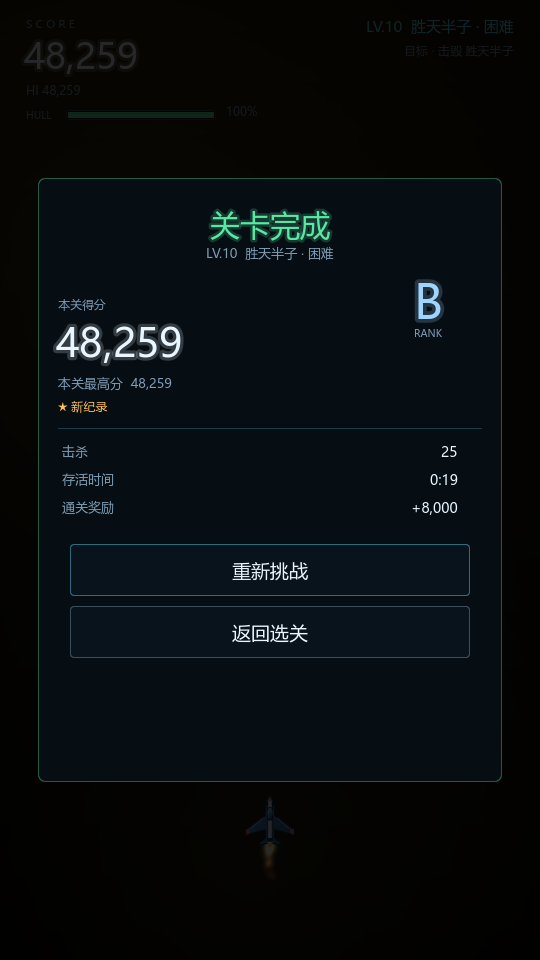 SCORE
48,259
HI 48,259
HULL 100%
LV.10 胜天半子 · 困难
目标 · 击毁 胜天半子
关卡完成
LV.10 胜天半子 · 困难
本关得分
48,259
B
RANK
本关最高分 48,259
★ 新纪录
击杀 25
存活时间 0:19
通关奖励 +8,000
重新挑战
返回选关